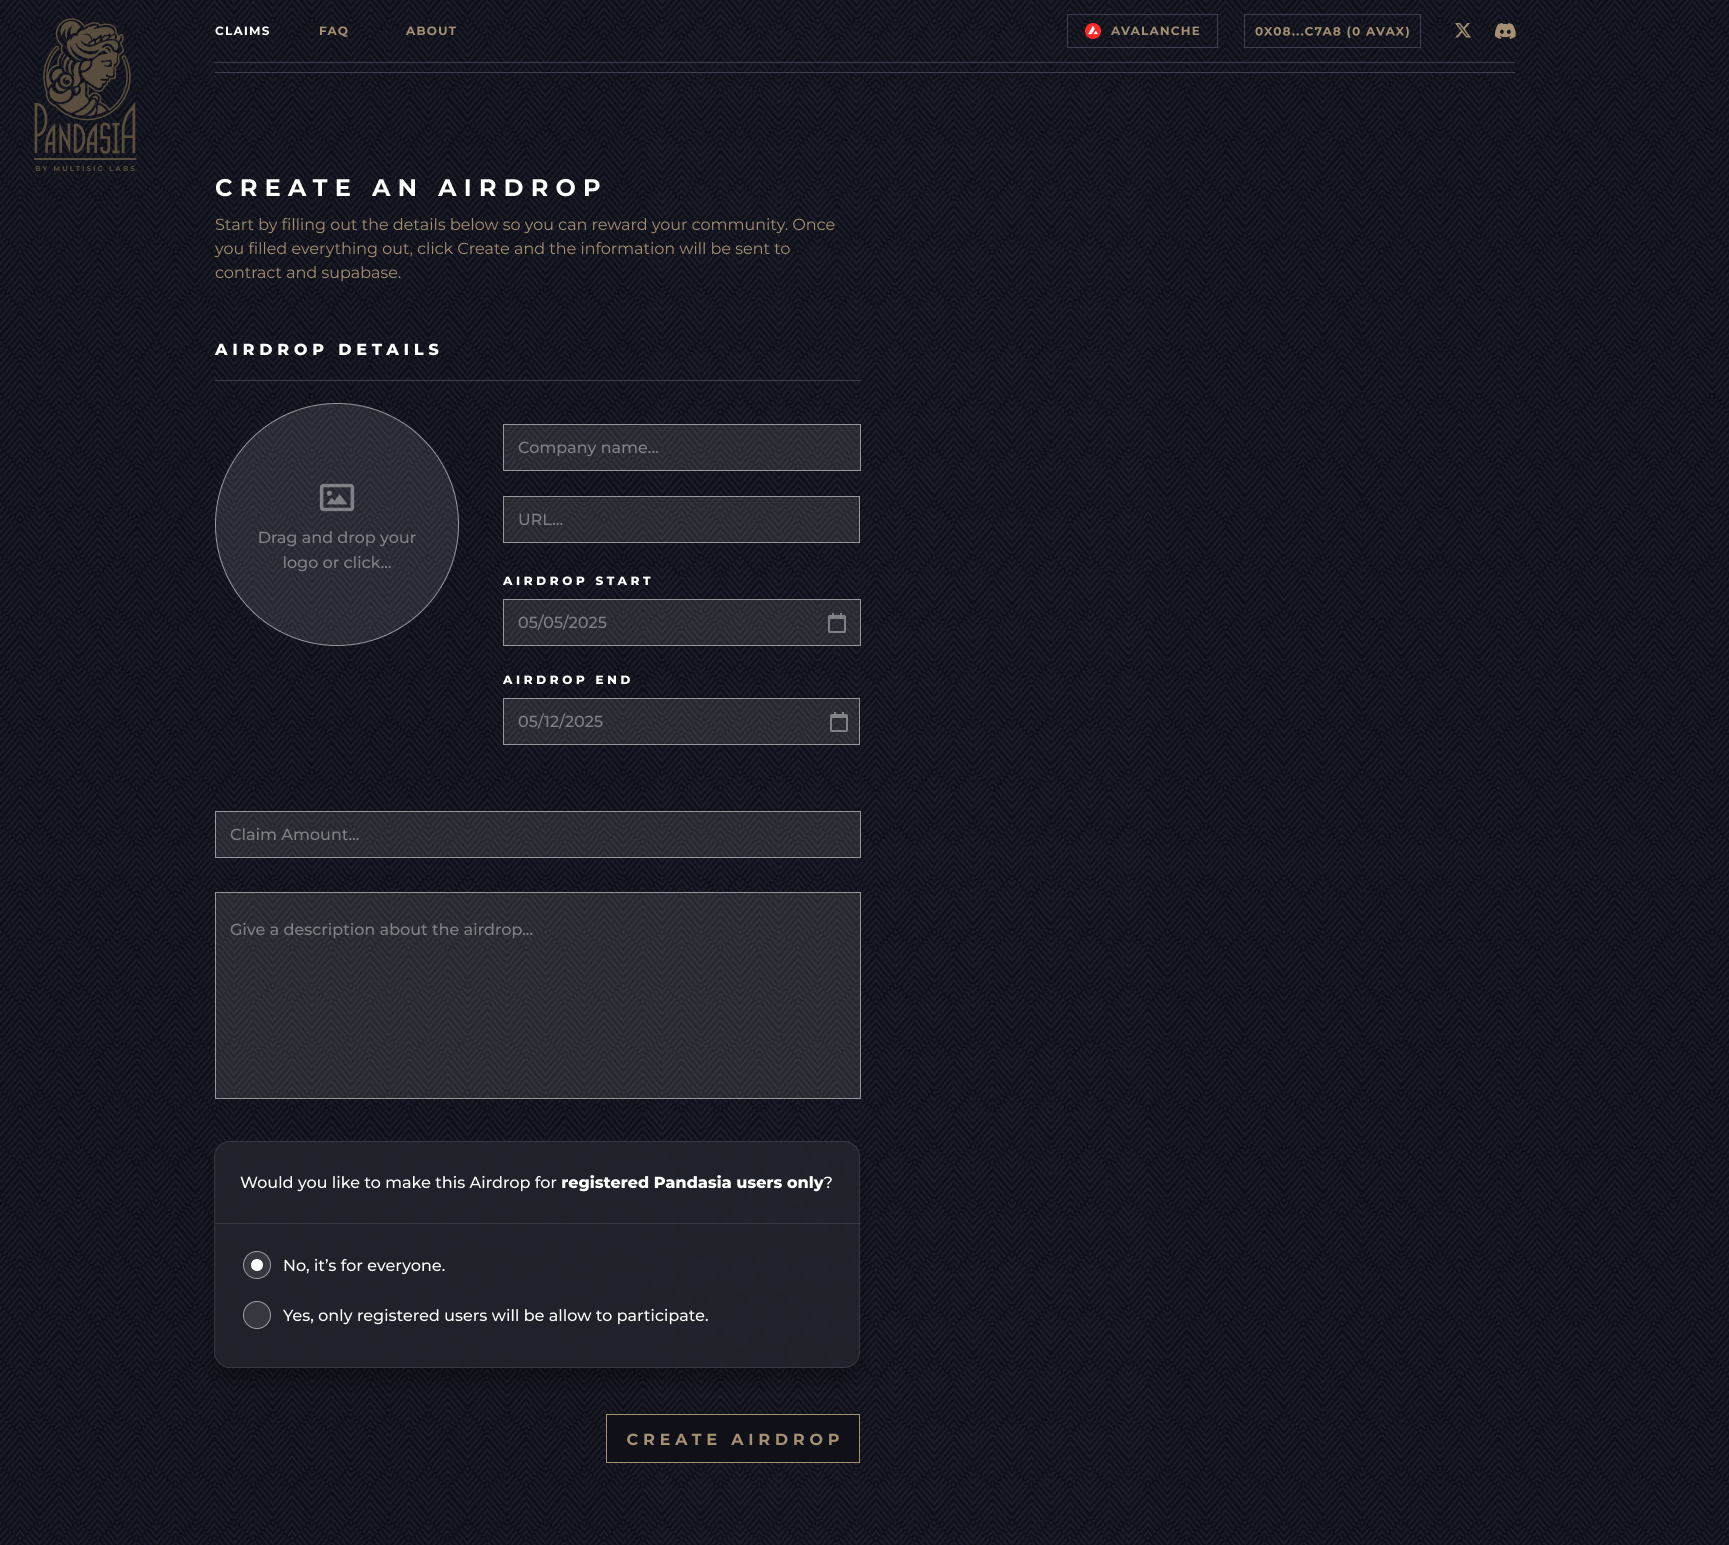 CLAIMS FAQ ABOUT AVALANCHE 0X08...C7A8 (0 AVAX)
PANDASIA
BY MULTISIG LABS
CREATE AN AIRDROP
Start by filling out the details below so you can reward your community. Once
you filled everything out, click Create and the information will be sent to
contract and supabase.
AIRDROP DETAILS
Drag and drop your
logo or click...
Company name...
URL...
AIRDROP START
05/05/2025
AIRDROP END
05/12/2025
Claim Amount...
Give a description about the airdrop...
Would you like to make this Airdrop for registered Pandasia users only?
No, it’s for everyone.
Yes, only registered users will be allow to participate.
CREATE AIRDROP